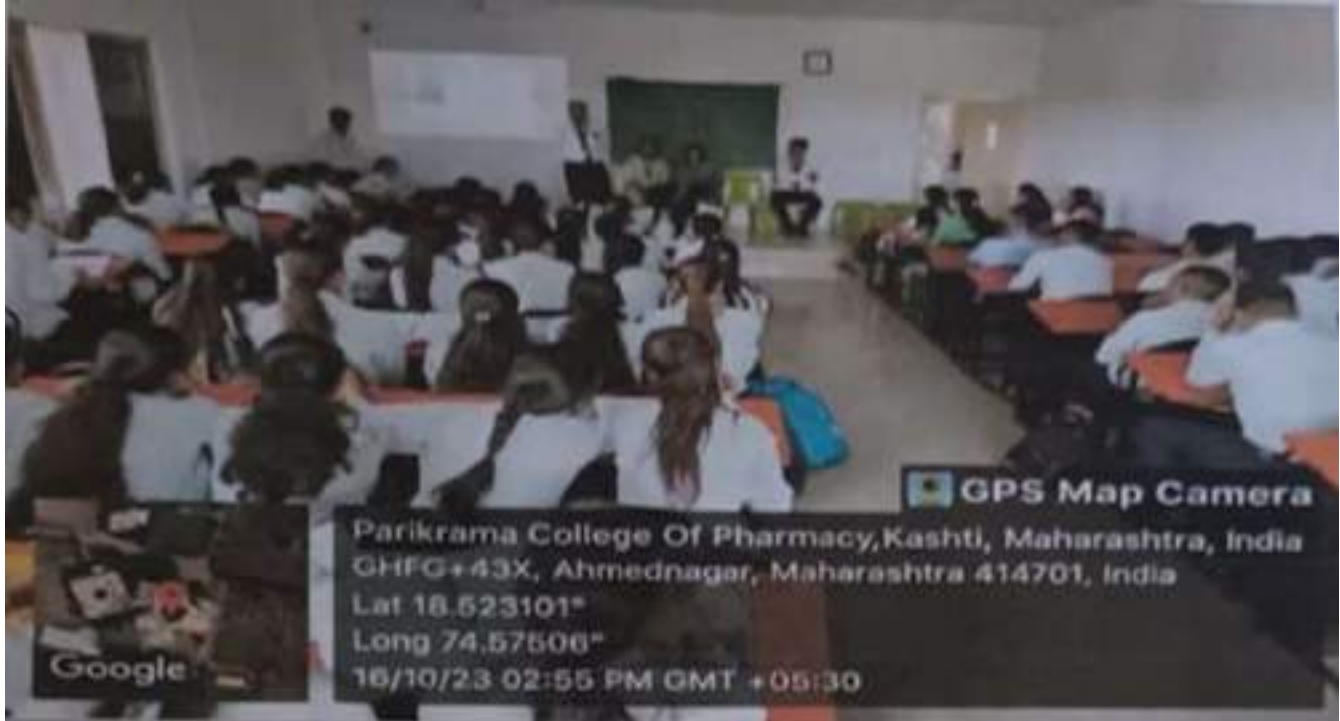 GPS Map Camera
Parikrama College Of Pharmacy,Kashti, Maharashtra, India
GHFG+43X, Ahmednagar, Maharashtra 414701, India
Lat 18.523101°
Long 74.57506°
16/10/23 02:55 PM GMT +05:30
Google